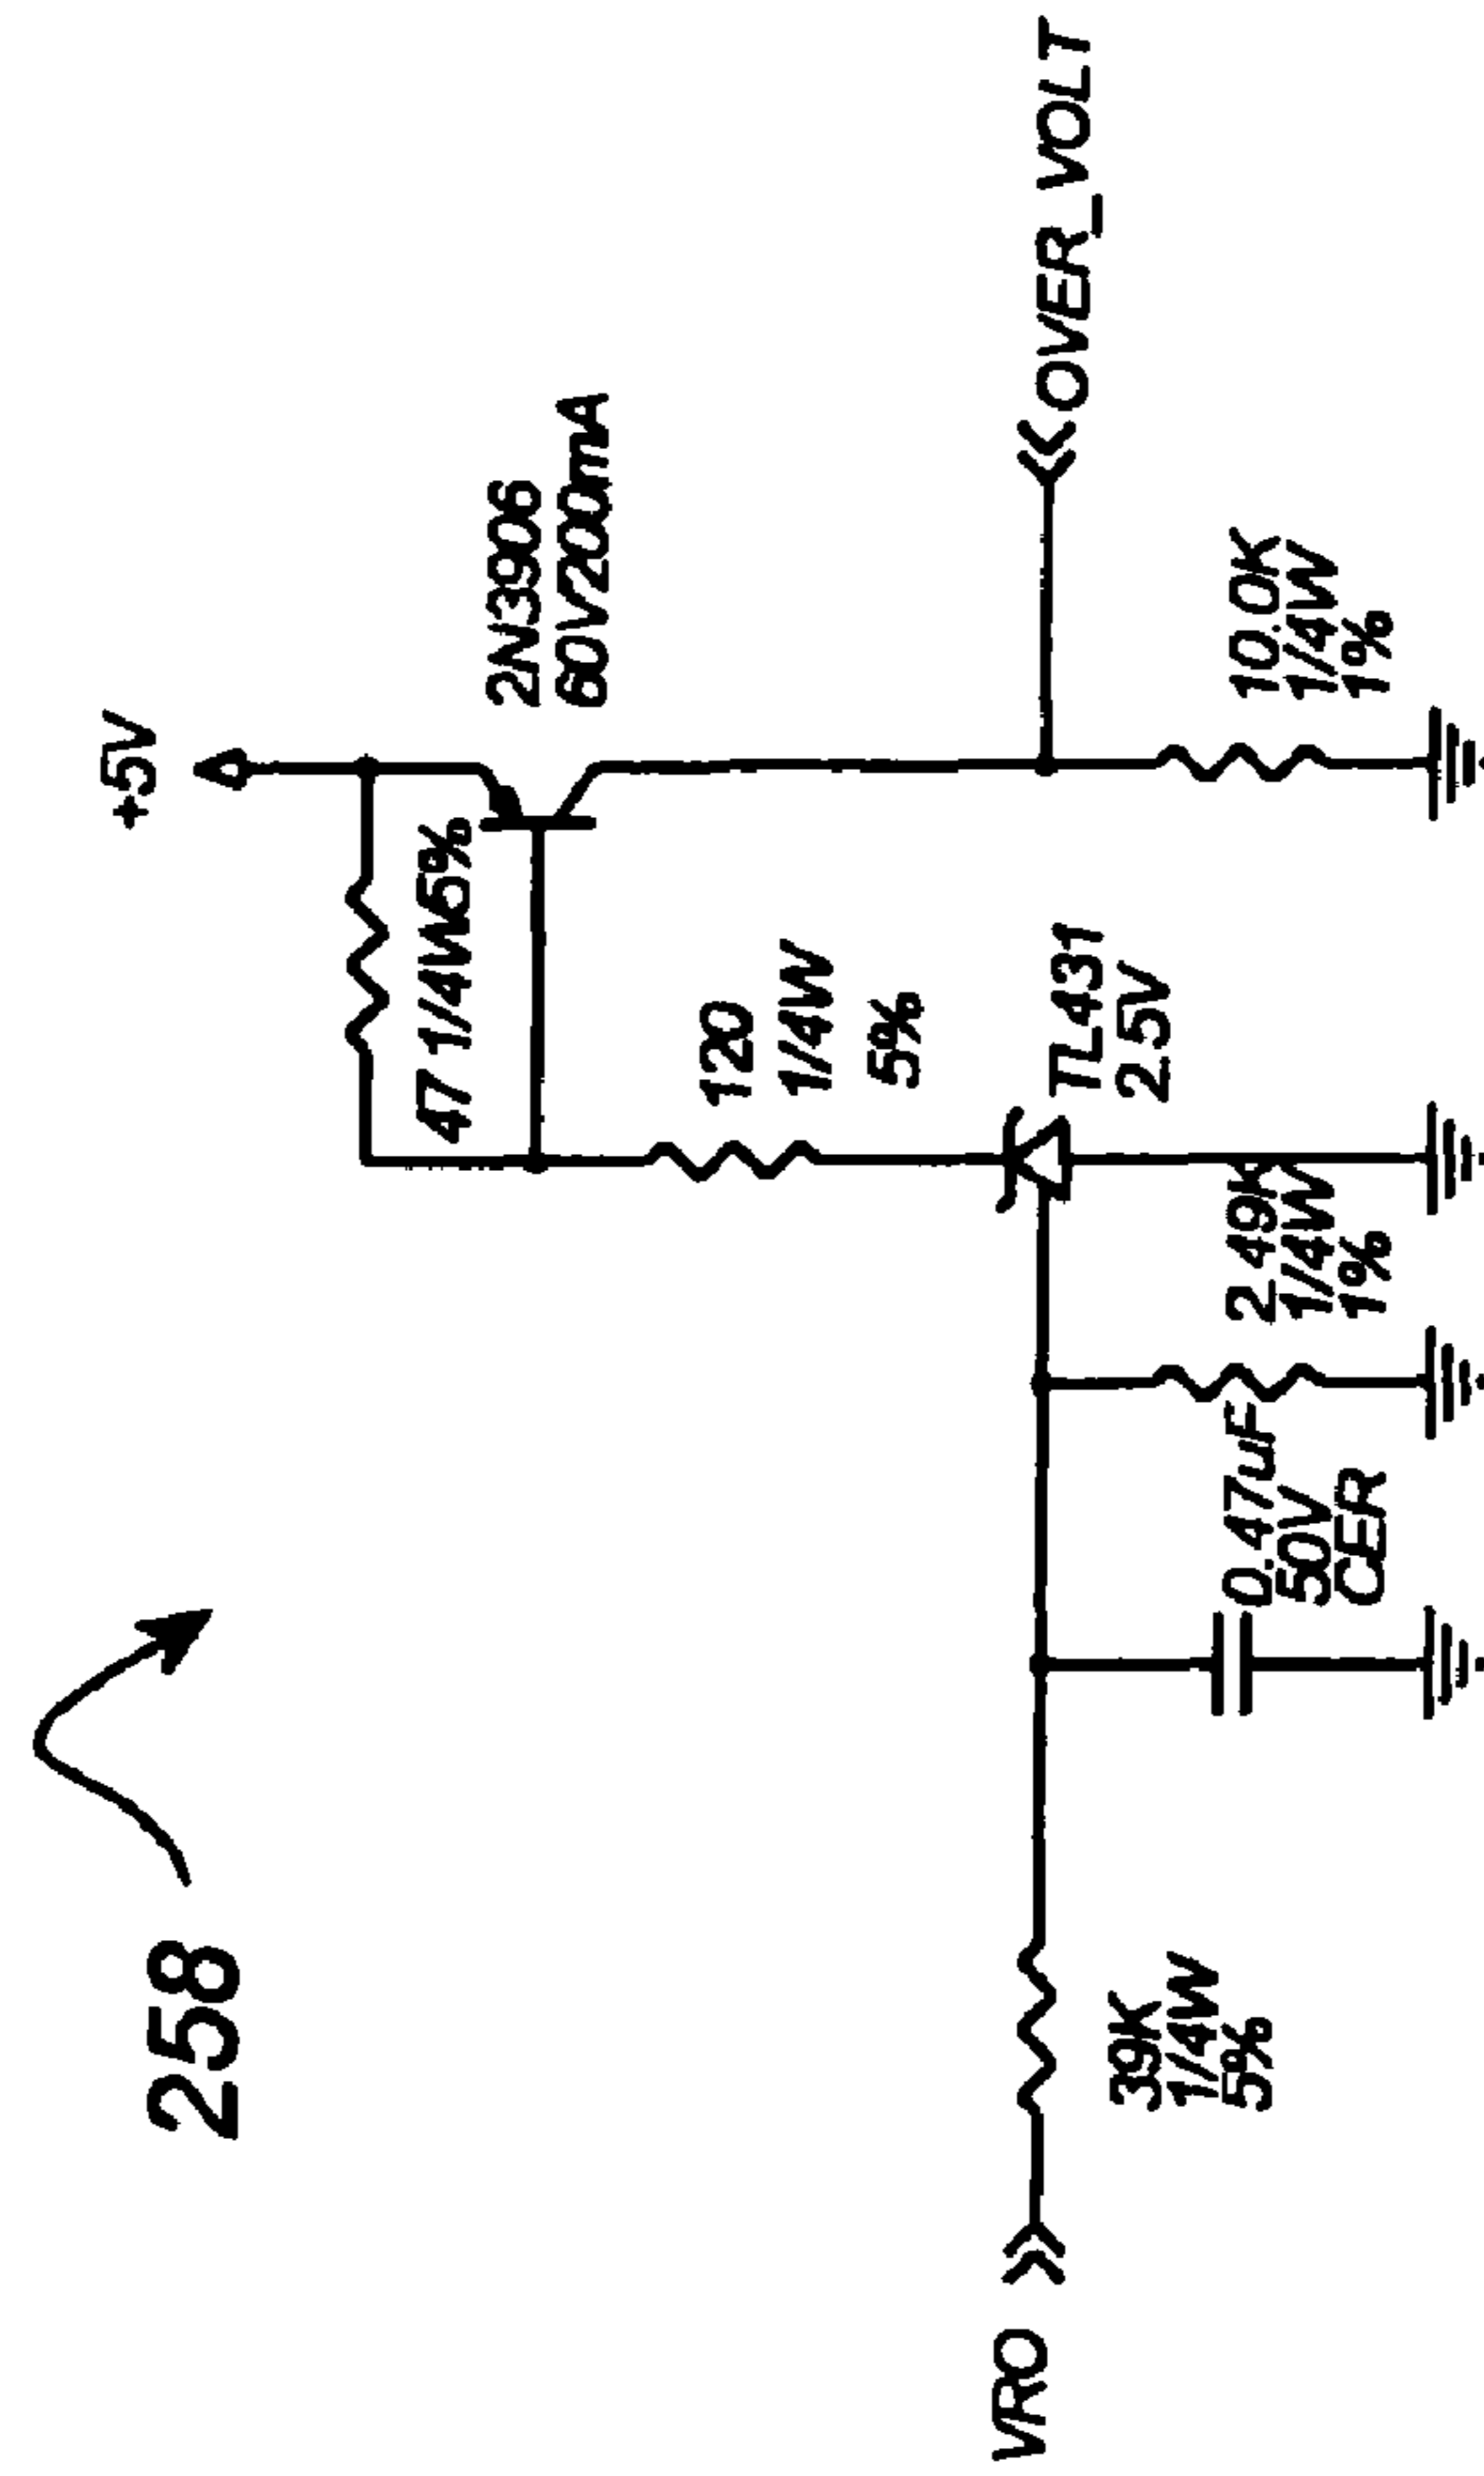 258
+5V
47 1/4W5%
2N3906
60V200mA
120
1/4W
5%
VRO
OVER_VOLT
TL431
2.5V
39K
1/4W
5%
0.47uF
50V
CER
2 49K
1/4W
1%
10.0K
1/4W
1%